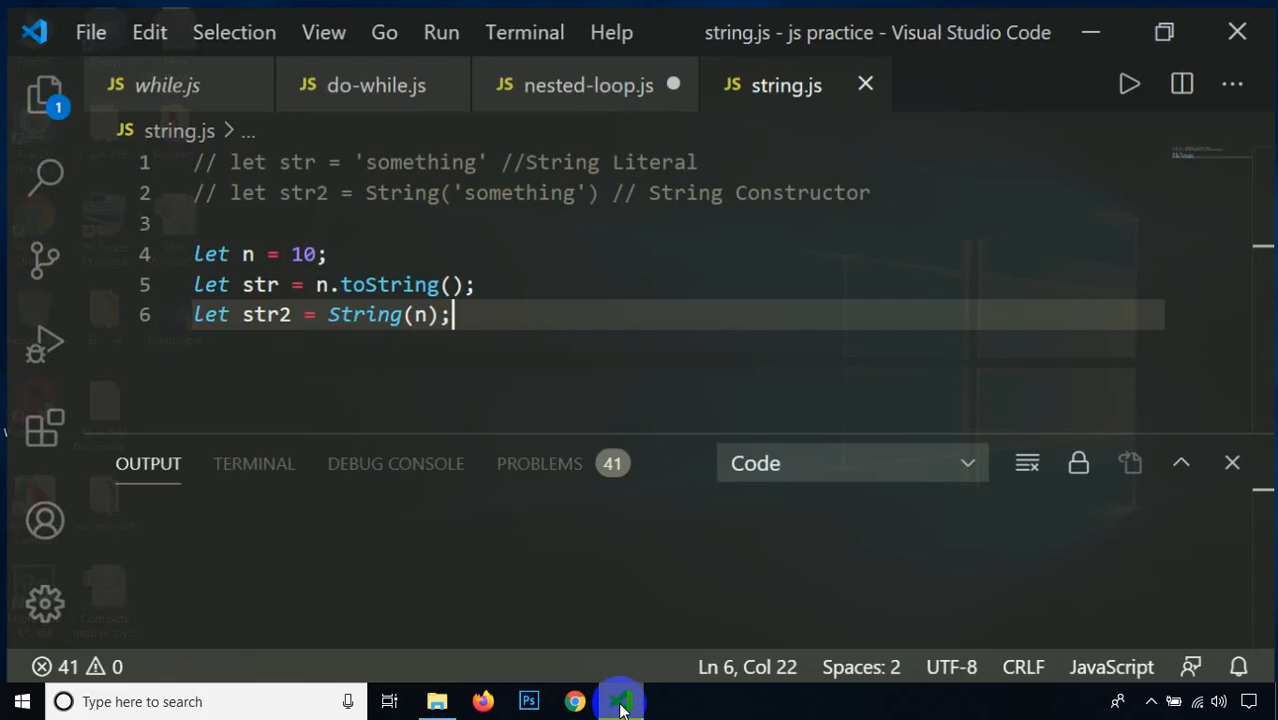 File Edit Selection View Go Run Terminal Help string.js - js practice - Visual Studio Code
JS while.js JS do-while.js JS nested-loop.js JS string.js
1
JS string.js > ...
1 // let str = 'something' //String Literal
2 // let str2 = String('something') // String Constructor
3
4 let n = 10;
5 let str = n.toString();
6 let str2 = String(n);
OUTPUT TERMINAL DEBUG CONSOLE PROBLEMS 41 Code
41 0 Ln 6, Col 22 Spaces: 2 UTF-8 CRLF JavaScript
Type here to search Ps